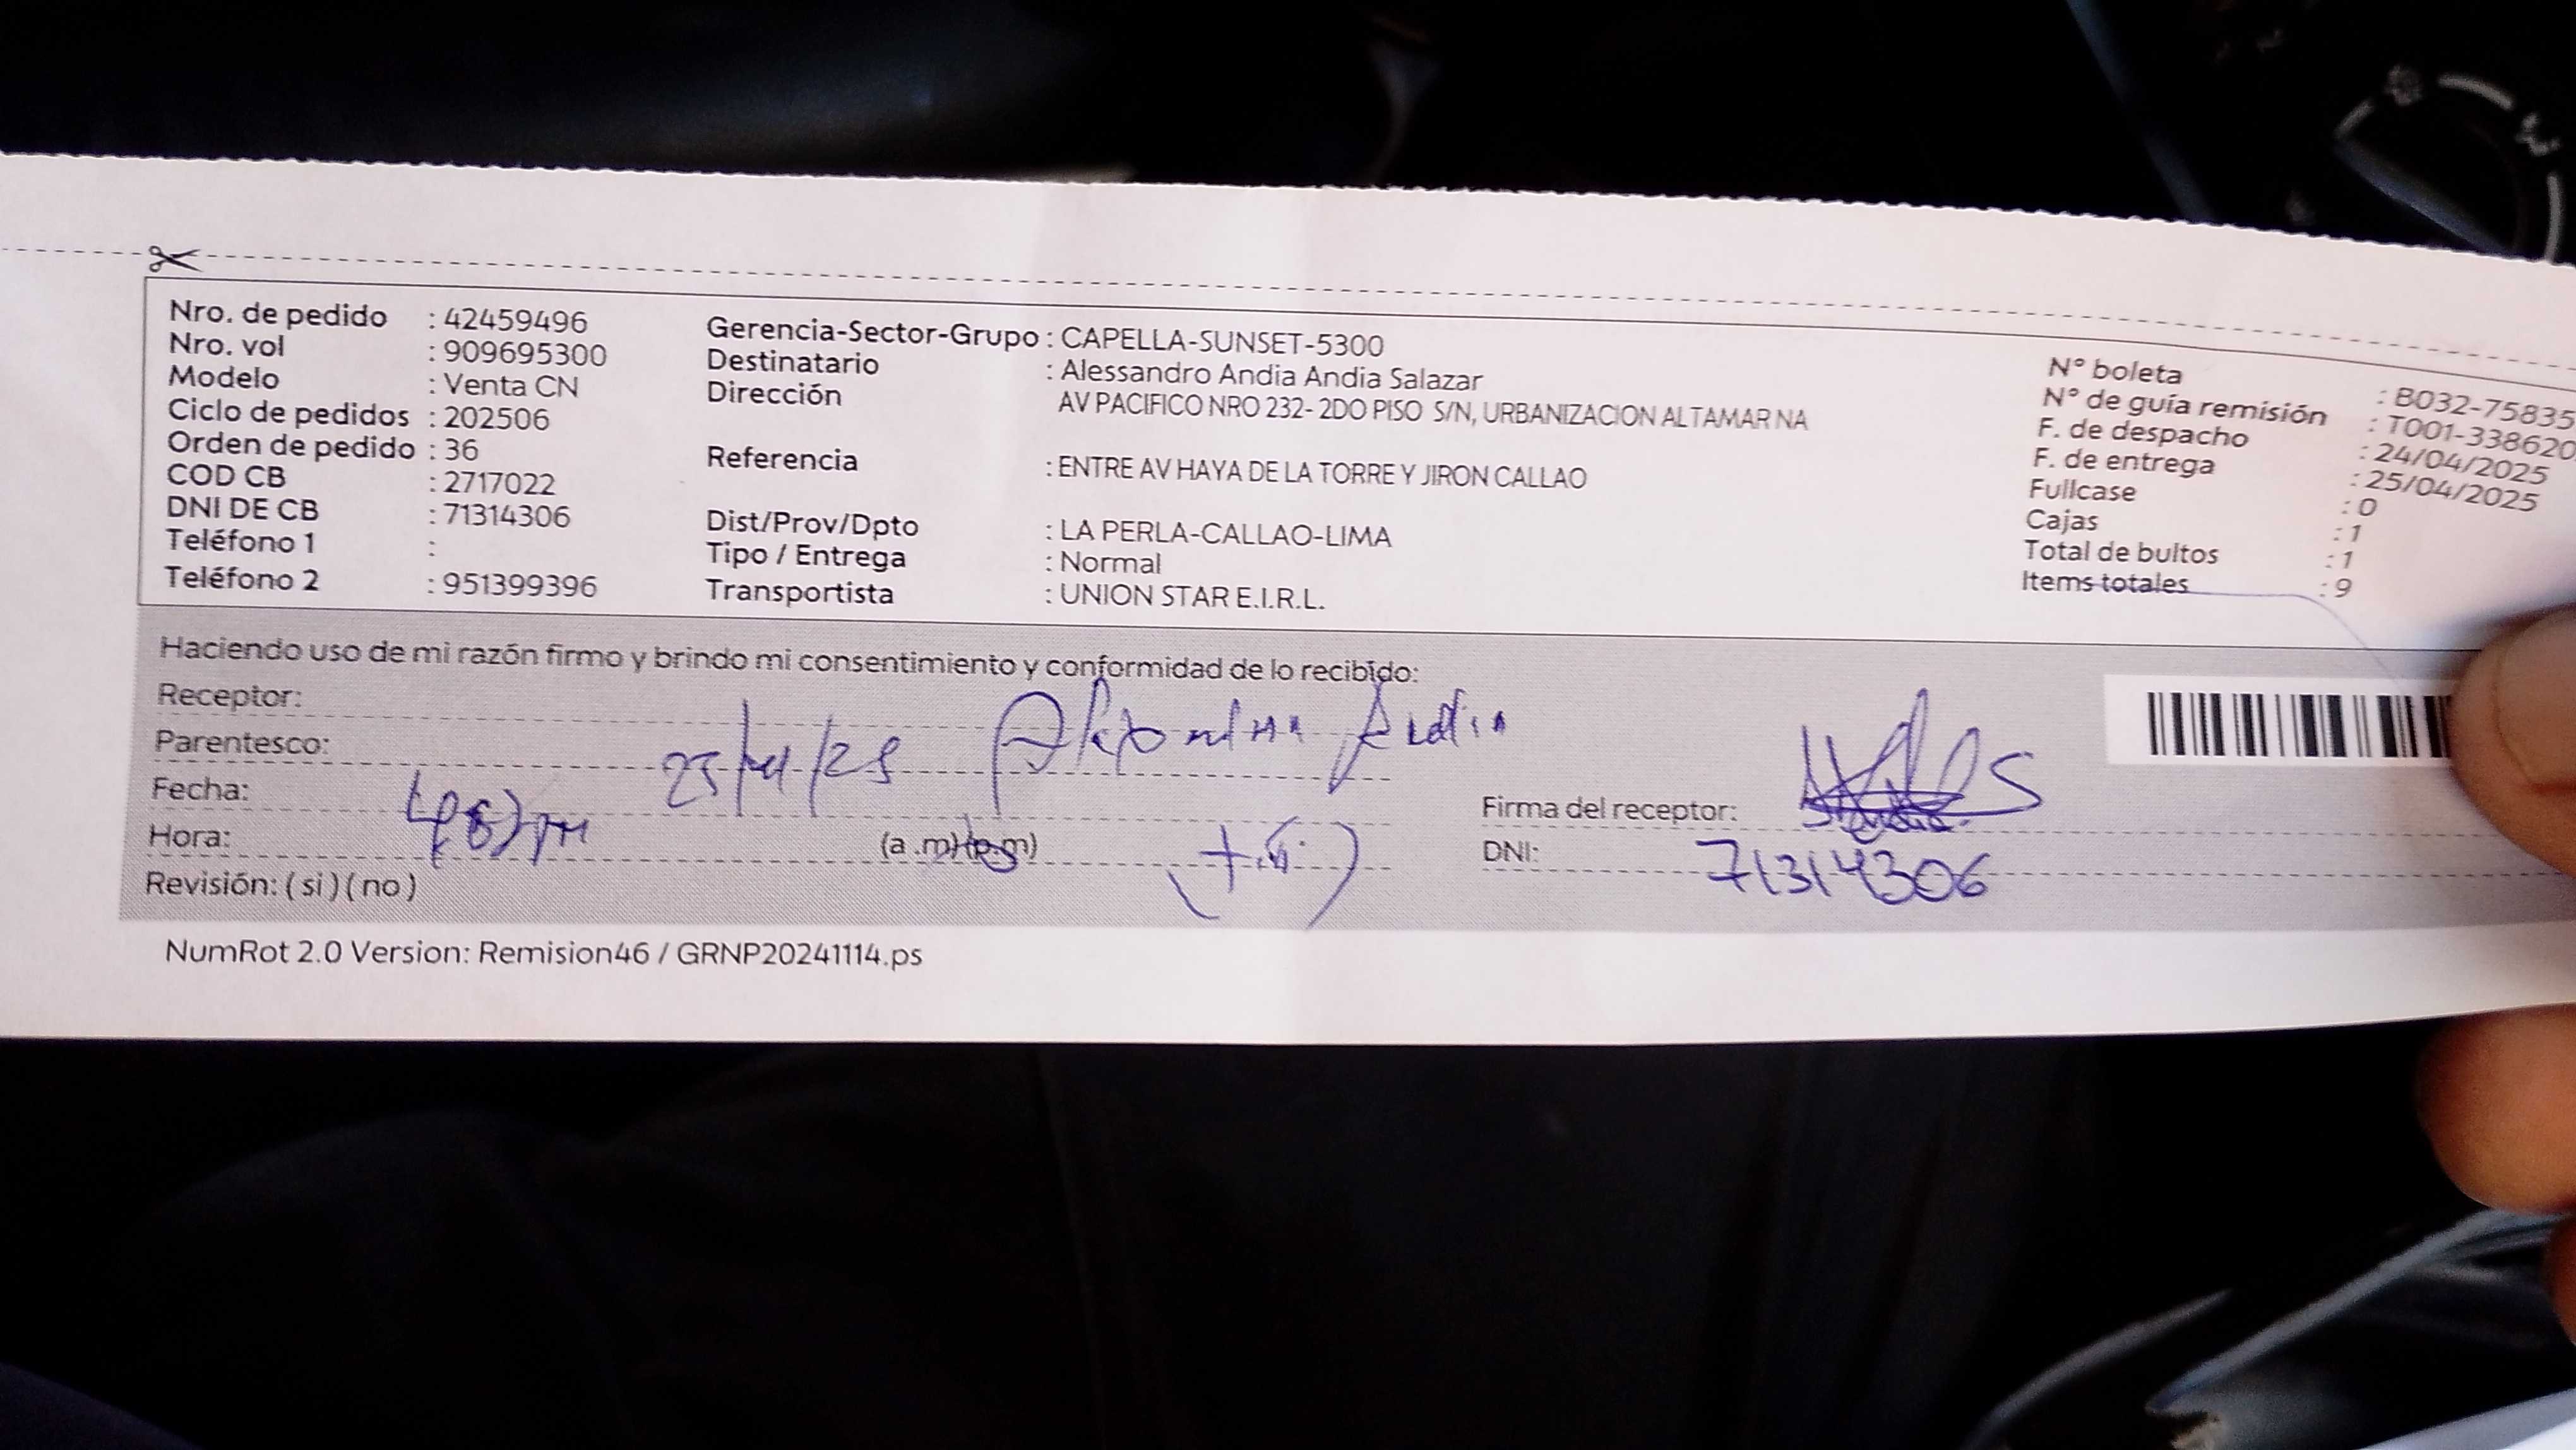 Nro. de pedido : 42459496
Nro. vol : 909695300
Modelo : Venta CN
Ciclo de pedidos : 202506
Orden de pedido : 36
COD CB : 2717022
DNI DE CB : 71314306
Teléfono 1 :
Teléfono 2 : 951399396
Gerencia-Sector-Grupo : CAPELLA-SUNSET-5300
Destinatario : Alessandro Andia Andia Salazar
Dirección AV PACIFICO NRO 232- 2DO PISO S/N, URBANIZACION ALTAMAR NA
Referencia : ENTRE AV HAYA DE LA TORRE Y JIRON CALLAO
Dist/Prov/Dpto : LA PERLA-CALLAO-LIMA
Tipo / Entrega : Normal
Transportista : UNION STAR E.I.R.L.
N° boleta : B032-75835
N° de guía remisión : T001-338620
F. de despacho : 24/04/2025
F. de entrega : 25/04/2025
Fullcase : 0
Cajas : 1
Total de bultos : 1
Items totales : 9
Haciendo uso de mi razón firmo y brindo mi consentimiento y conformidad de lo recibido:
Receptor:
Parentesco:
Fecha:
Hora: (a.m) (p.m)
Revisión: ( si ) ( no )
Firma del receptor:
DNI: 71314306
NumRot 2.0 Version: Remision46 / GRNP20241114.ps